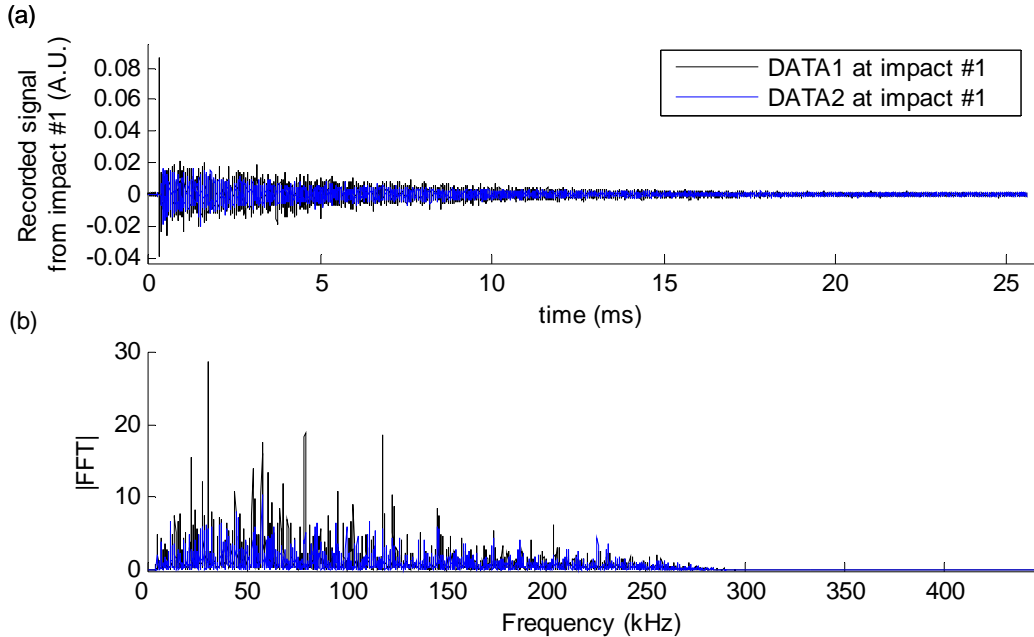 (a)
Recorded signal
from impact #1 (A.U.)
0.08
0.06
0.04
0.02
0
-0.02
-0.04
DATA1 at impact #1
DATA2 at impact #1
0 5 10 15 20 25
time (ms)
(b)
|FFT|
30
20
10
0
0 50 100 150 200 250 300 350 400
Frequency (kHz)